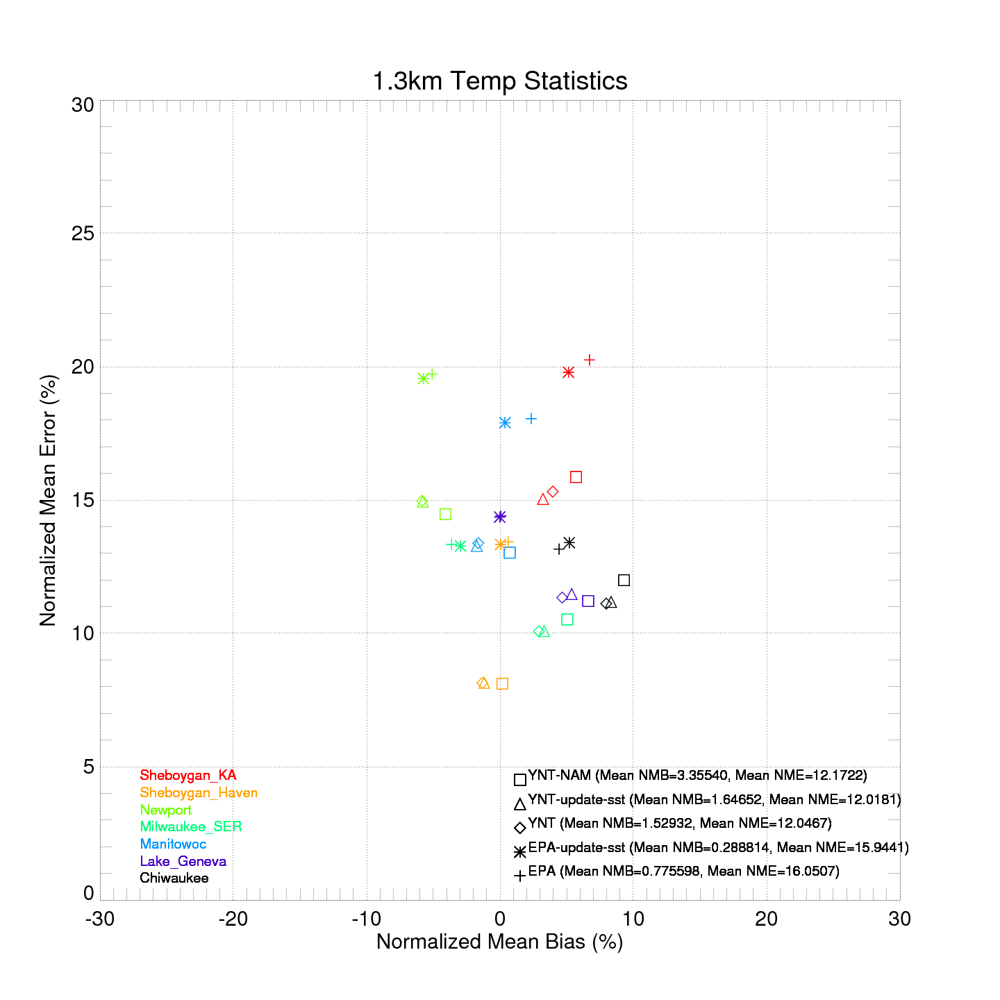 1.3km Temp Statistics
30
25
20
15
10
5
0
Normalized Mean Error (%)
Sheboygan_KA
Sheboygan_Haven
Newport
Milwaukee_SER
Manitowoc
Lake_Geneva
Chiwaukee
YNT-NAM (Mean NMB=3.35540, Mean NME=12.1722)
YNT-update-sst (Mean NMB=1.64652, Mean NME=12.0181)
YNT (Mean NMB=1.52932, Mean NME=12.0467)
EPA-update-sst (Mean NMB=0.288814, Mean NME=15.9441)
EPA (Mean NMB=0.775598, Mean NME=16.0507)
-30 -20 -10 0 10 20 30
Normalized Mean Bias (%)